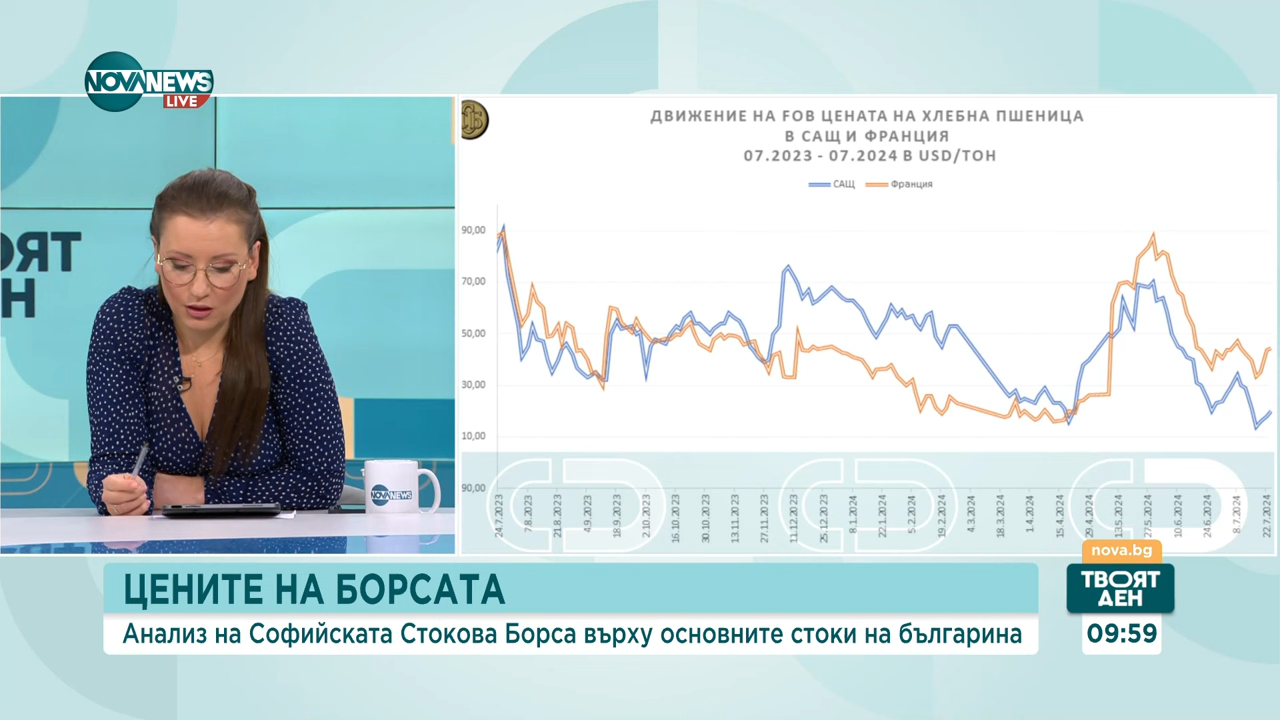 NOVANEWS
LIVE
ОЯТ
ЕН
NOVANEWS
ДВИЖЕНИЕ НА FOB ЦЕНАТА НА ХЛЕБНА ПШЕНИЦА
В САЩ И ФРАНЦИЯ
07.2023 - 07.2024 В USD/ТОН
САЩ Франция
90,00
70,00
50,00
30,00
10,00
90,00
24.7.2023 7.8.2023 21.8.2023 4.9.2023 18.9.2023 2.10.2023 16.10.2023 30.10.2023 13.11.2023 27.11.2023 11.12.2023 25.12.2023 8.1.2024 22.1.2024 5.2.2024 19.2.2024 4.3.2024 18.3.2024 1.4.2024 15.4.2024 29.4.2024 13.5.2024 27.5.2024 10.6.2024 24.6.2024 8.7.2024 22.7.2024
nova.bg
ТВОЯТ
ДЕН
09:59
ЦЕНИТЕ НА БОРСАТА
Анализ на Софийската Стокова Борса върху основните стоки на българина